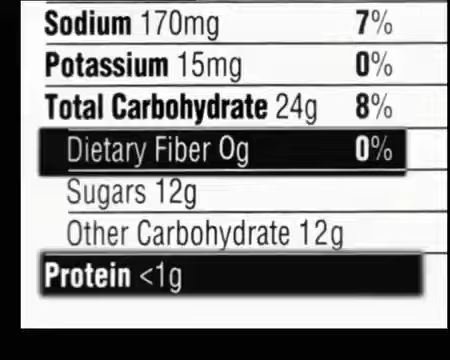 Sodium 170mg 7%
Potassium 15mg 0%
Total Carbohydrate 24g 8%
Dietary Fiber 0g 0%
Sugars 12g
Other Carbohydrate 12g
Protein <1g